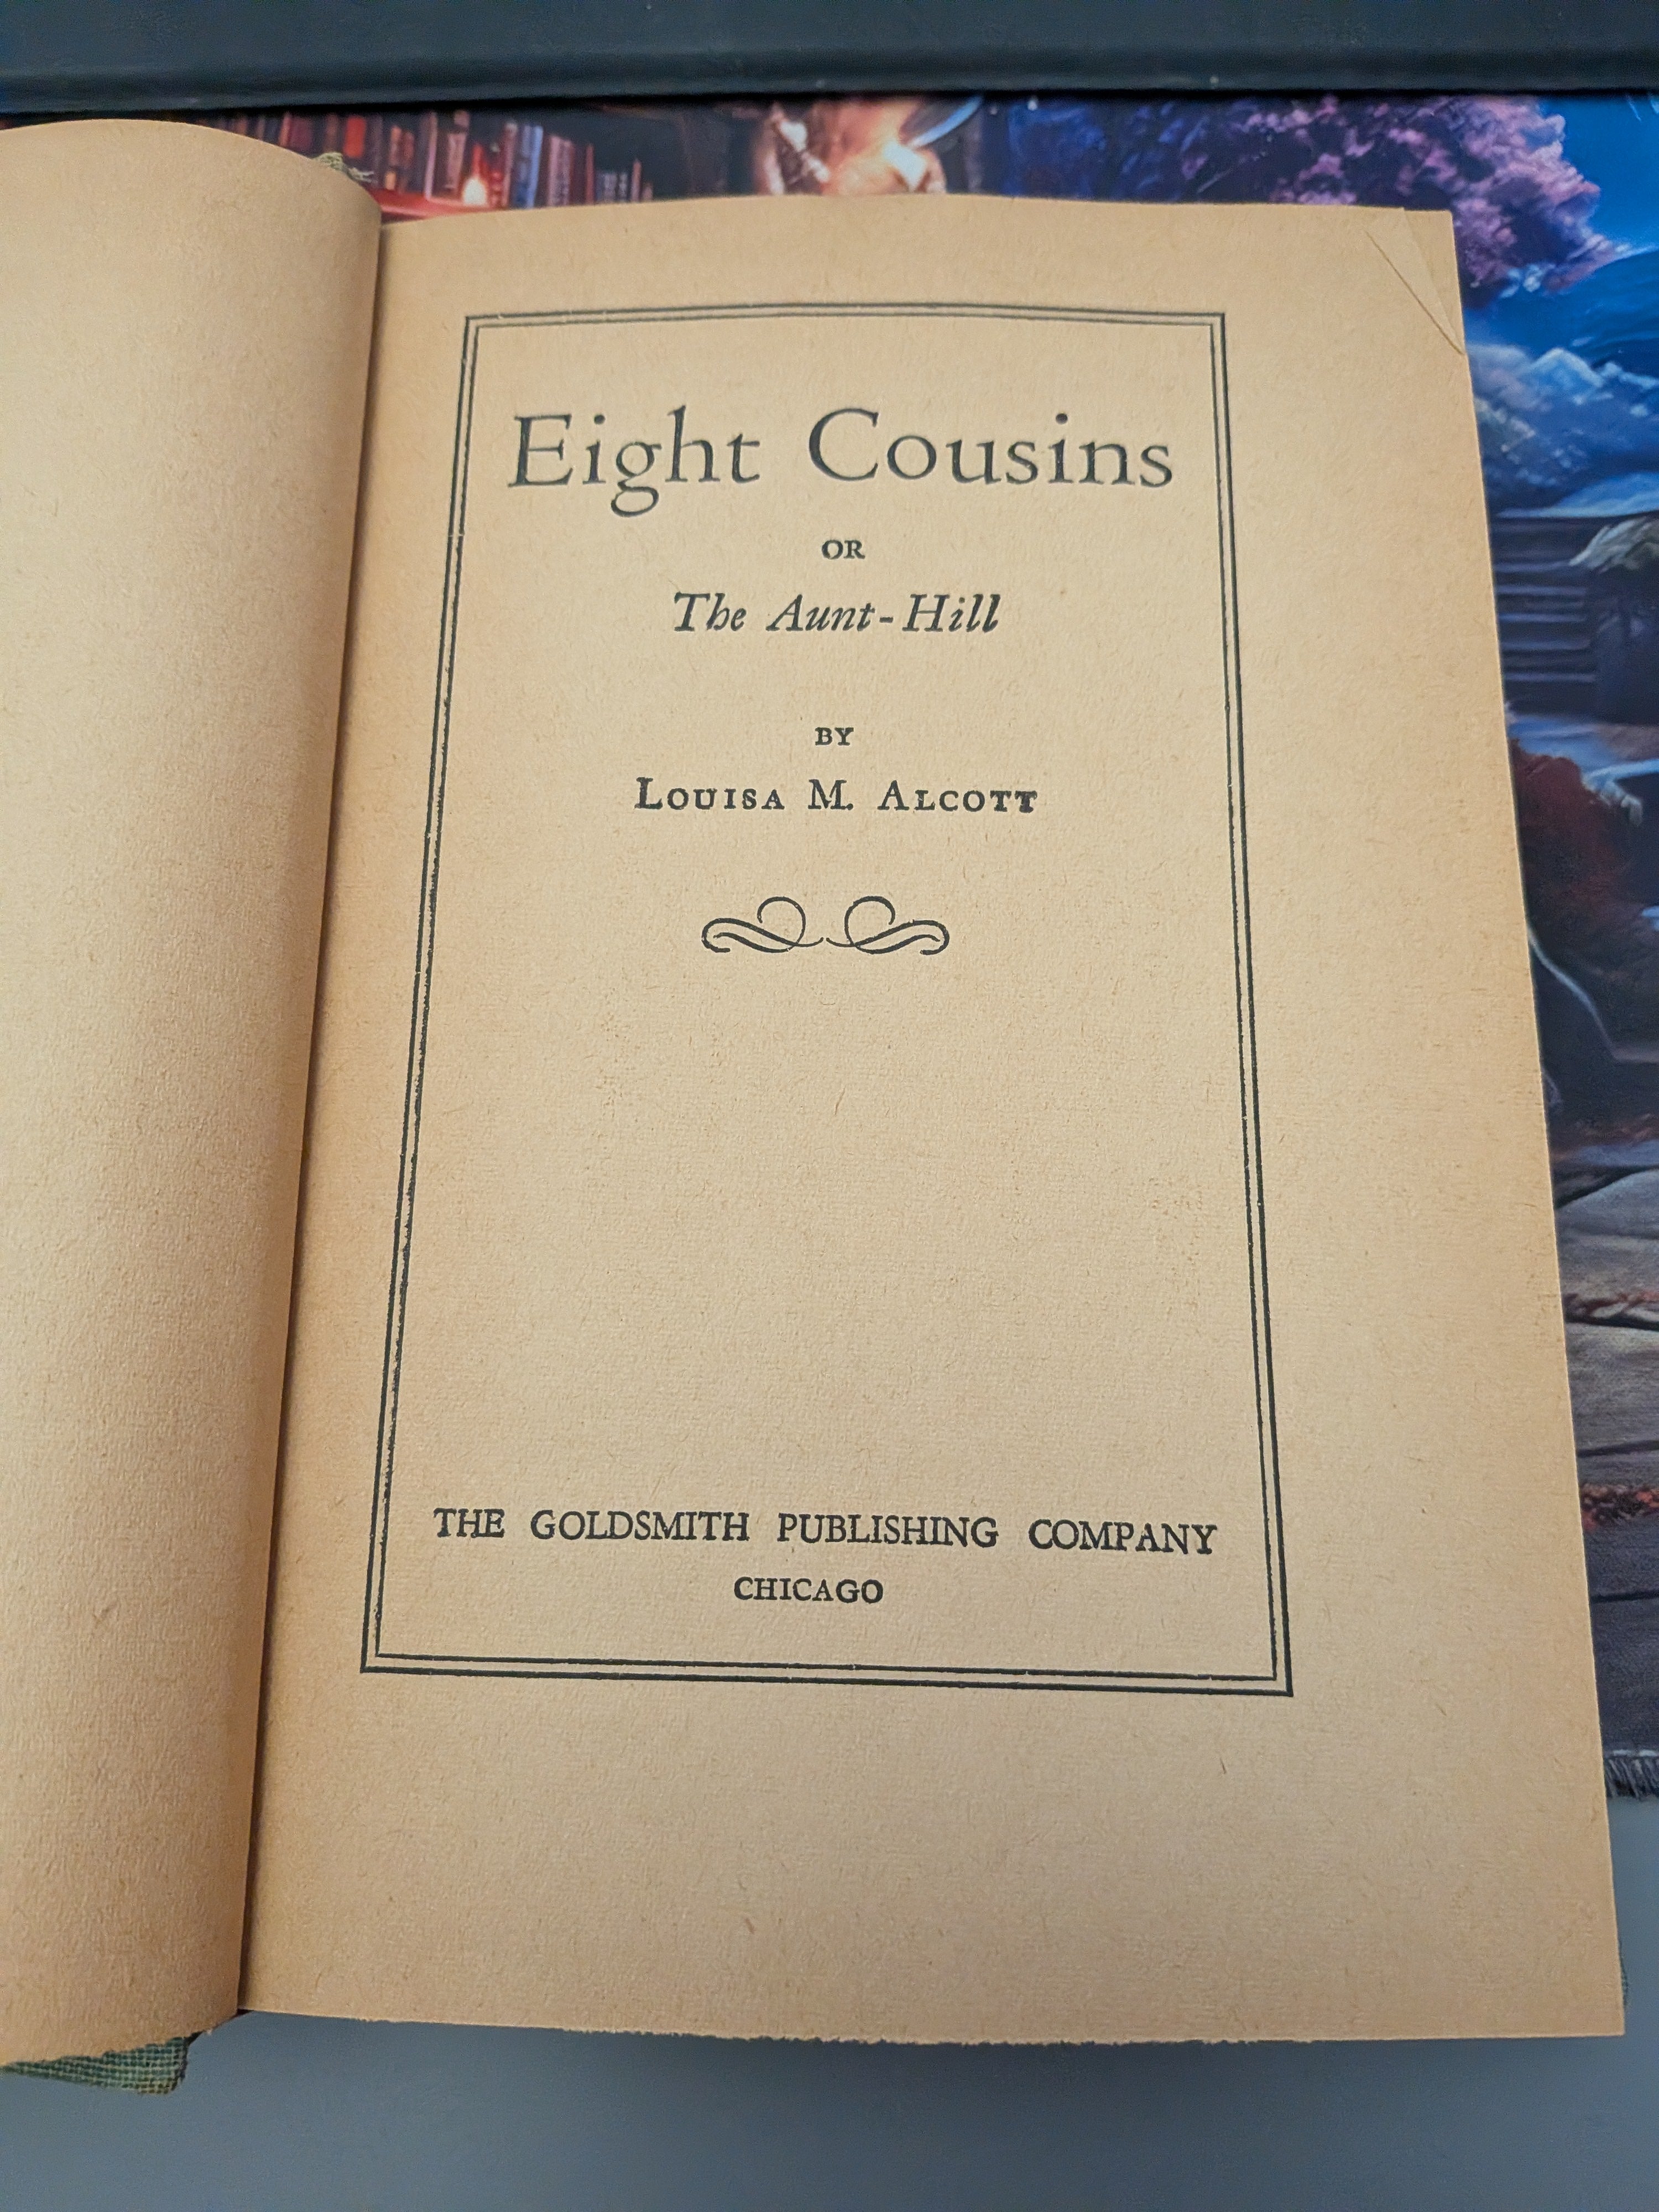 Eight Cousins
OR
The Aunt-Hill
BY
LOUISA M. ALCOTT
THE GOLDSMITH PUBLISHING COMPANY
CHICAGO